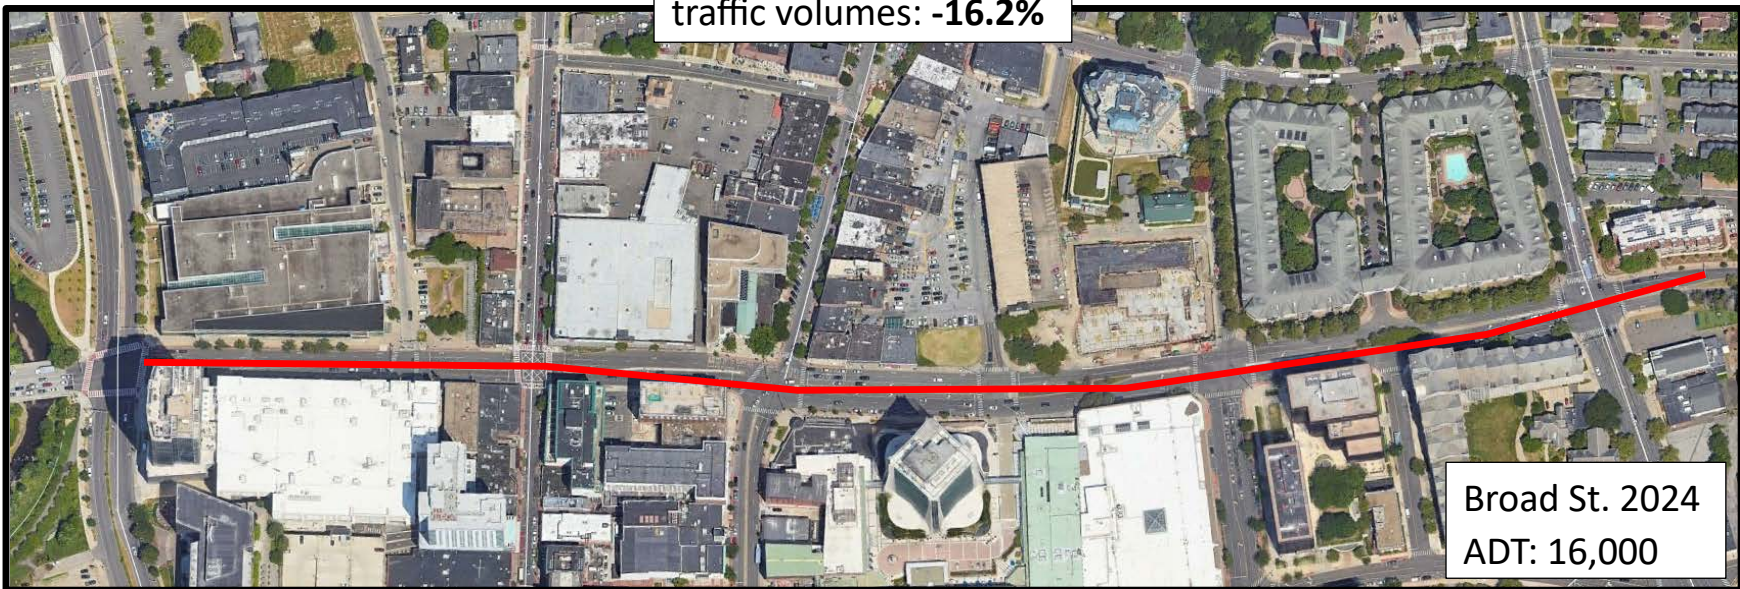 traffic volumes: -16.2%
Broad St. 2024
ADT: 16,000